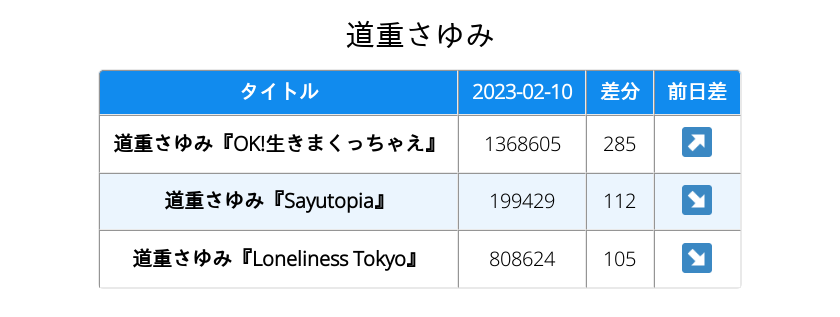 道重さゆみ
タイトル 2023-02-10 差分 前日差
道重さゆみ『OK!生きまくっちゃえ』 1368605 285
道重さゆみ『Sayutopia』 199429 112
道重さゆみ『Loneliness Tokyo』 808624 105